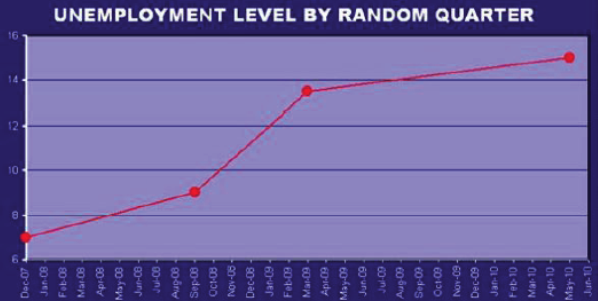 UNEMPLOYMENT LEVEL BY RANDOM QUARTER
16
14
12
10
8
6
Dec-07
Jan-08
Feb-08
Mar-08
Apr-08
May-08
Jun-08
Jul-08
Aug-08
Sep-08
Oct-08
Nov-08
Dec-08
Jan-09
Feb-09
Mar-09
Apr-09
May-09
Jun-09
Jul-09
Aug-09
Sep-09
Oct-09
Nov-09
Dec-09
Jan-10
Feb-10
Mar-10
Apr-10
May-10
Jun-10